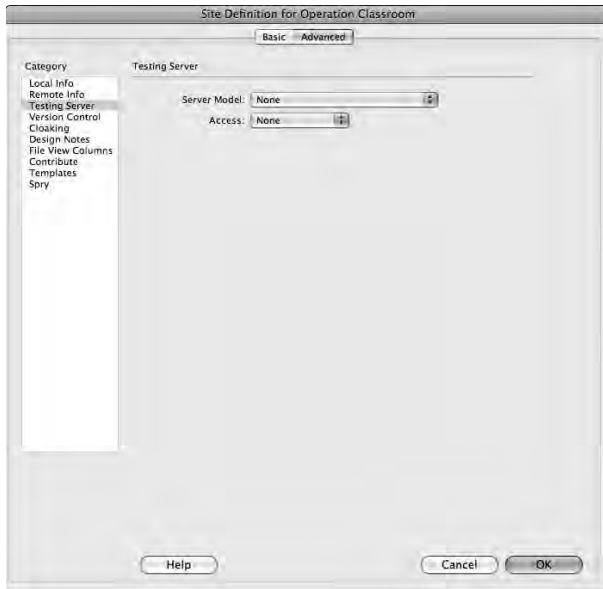 Site Definition for Operation Classroom
Basic Advanced
Category
Local Info
Remote Info
Testing Server
Version Control
Cloaking
Design Notes
File View Columns
Contribute
Templates
Spry
Testing Server
Server Model: None
Access: None
Help Cancel OK